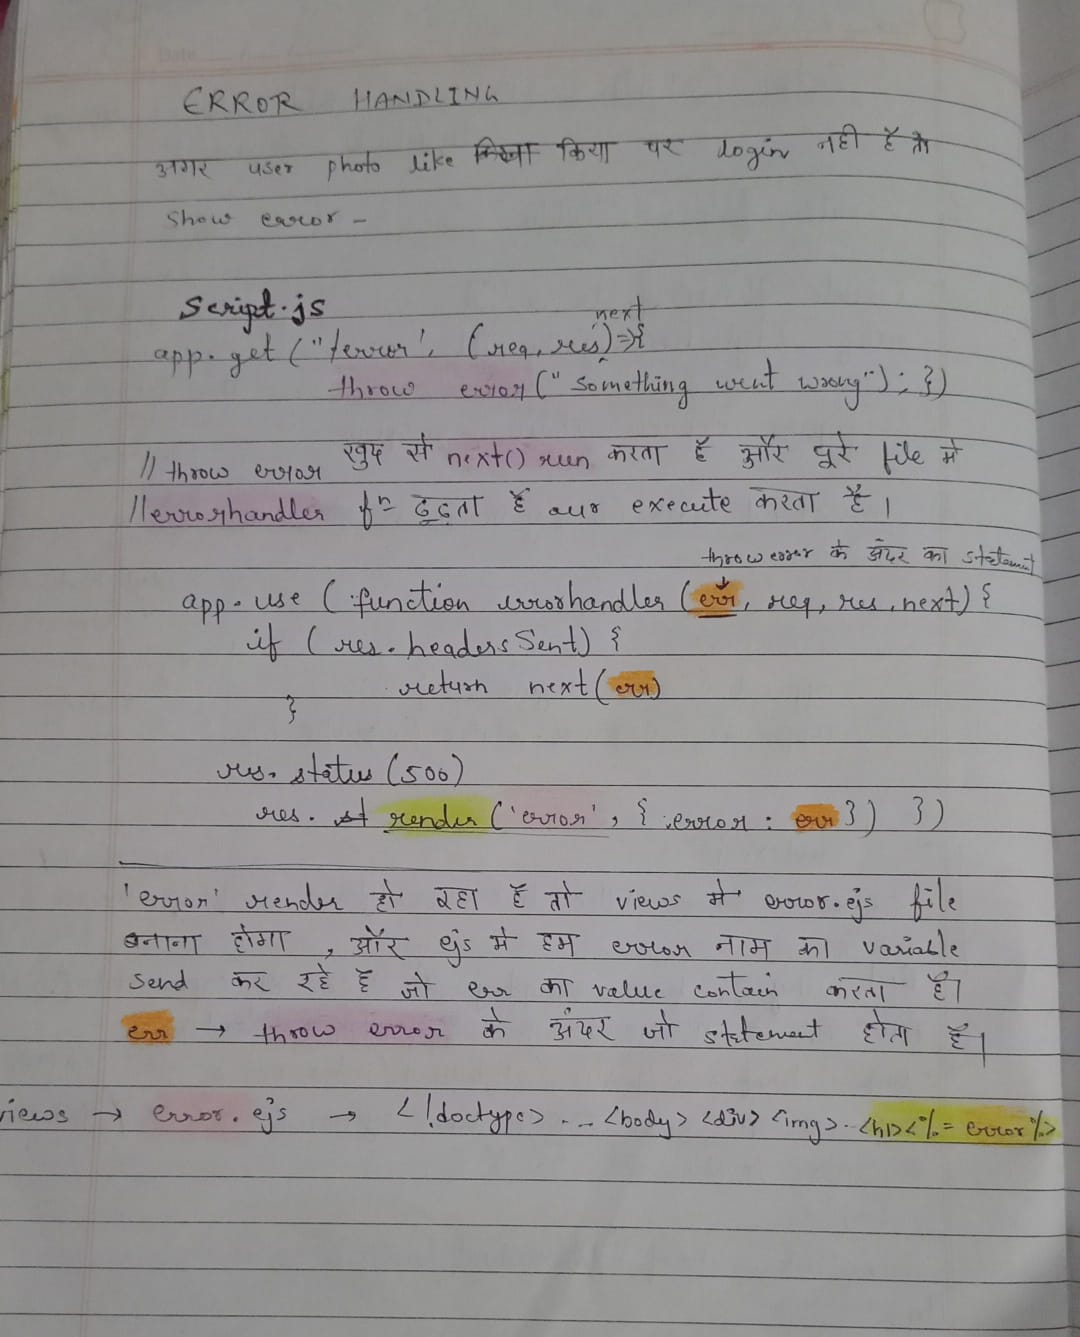 Date
ERROR HANDLING
अगर user photo like किया पर login नही है तो
show error -
Script.js
next
app.get ("/error', (req, res) => {
throw error ("something went wrong"); })
// throw error खुद से next() run करता है और पूरे file मे
// errorhandler fn ढूढ़ता है aur execute करता है ।
throw error के अंदर का statement
app.use ( function errorhandler (err, req, res, next) {
if ( res.headersSent) {
return next(err)
}
res. status (500)
res. render ('error', { error : err }) })
'error' render हो रहा है तो views मे error.ejs file
बनाना होगा , और ejs मे हम error नाम का variable
send कर रहे है जो err का value contain करता है।
err → throw error के अंदर जो statement होता है।
views → error.ejs → <!doctype> ... <body> <div> <img>. <h1><%= error%>